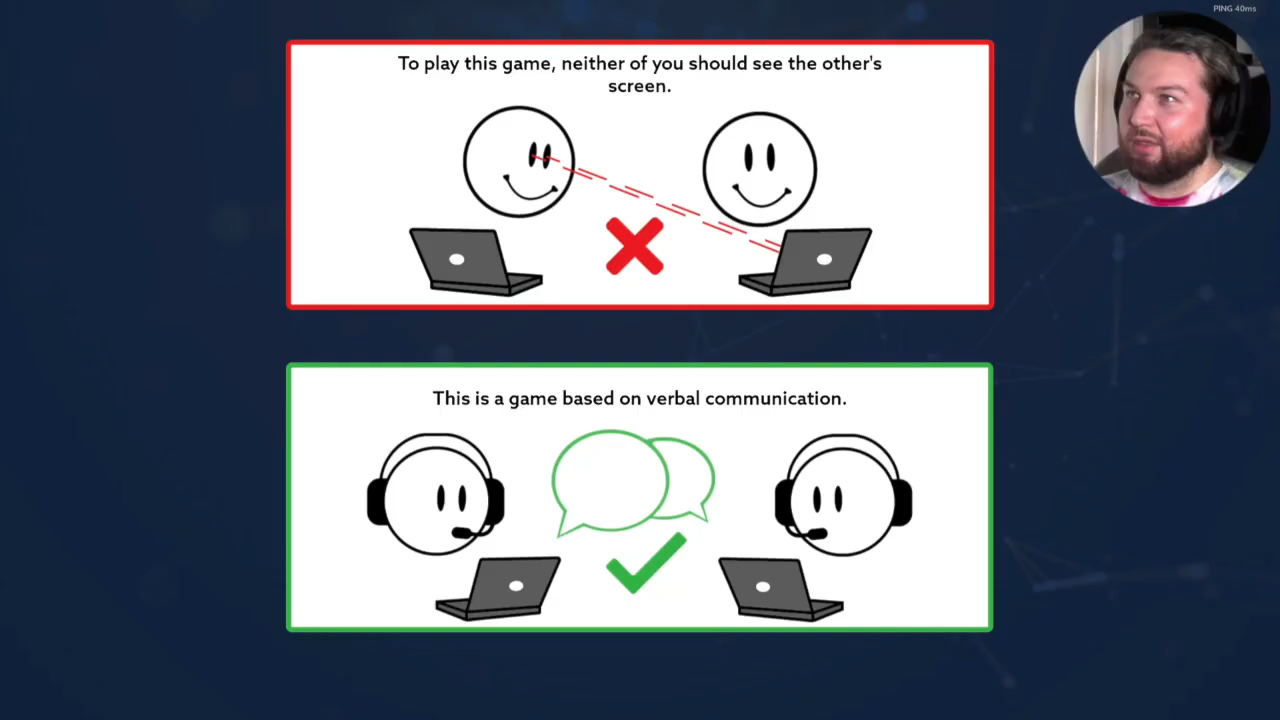 PING 40ms
To play this game, neither of you should see the other's
screen.
This is a game based on verbal communication.